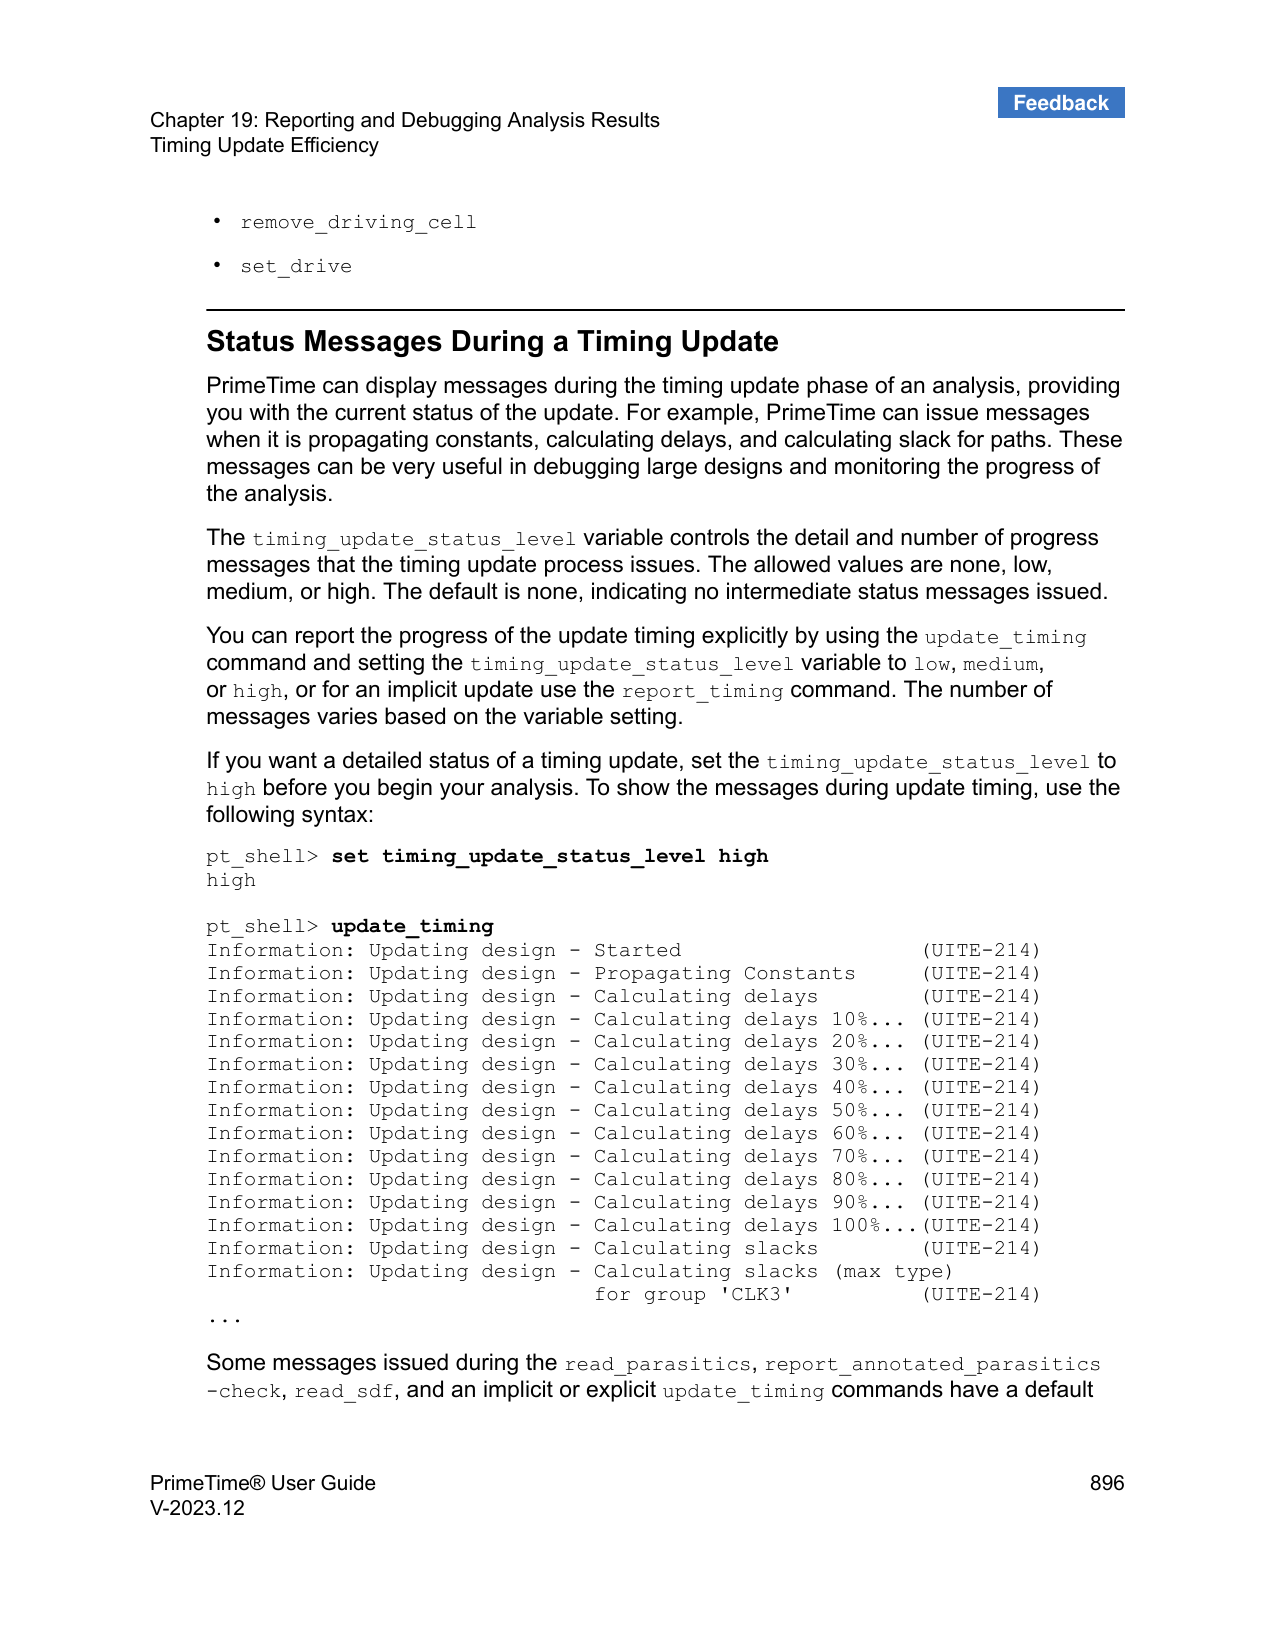 Feedback
Chapter 19: Reporting and Debugging Analysis Results
Timing Update Efficiency
• remove_driving_cell
• set_drive
Status Messages During a Timing Update
PrimeTime can display messages during the timing update phase of an analysis, providing
you with the current status of the update. For example, PrimeTime can issue messages
when it is propagating constants, calculating delays, and calculating slack for paths. These
messages can be very useful in debugging large designs and monitoring the progress of
the analysis.
The timing_update_status_level variable controls the detail and number of progress
messages that the timing update process issues. The allowed values are none, low,
medium, or high. The default is none, indicating no intermediate status messages issued.
You can report the progress of the update timing explicitly by using the update_timing
command and setting the timing_update_status_level variable to low, medium,
or high, or for an implicit update use the report_timing command. The number of
messages varies based on the variable setting.
If you want a detailed status of a timing update, set the timing_update_status_level to
high before you begin your analysis. To show the messages during update timing, use the
following syntax:
pt_shell> set timing_update_status_level high
high
pt_shell> update_timing
Information: Updating design - Started (UITE-214)
Information: Updating design - Propagating Constants (UITE-214)
Information: Updating design - Calculating delays (UITE-214)
Information: Updating design - Calculating delays 10%... (UITE-214)
Information: Updating design - Calculating delays 20%... (UITE-214)
Information: Updating design - Calculating delays 30%... (UITE-214)
Information: Updating design - Calculating delays 40%... (UITE-214)
Information: Updating design - Calculating delays 50%... (UITE-214)
Information: Updating design - Calculating delays 60%... (UITE-214)
Information: Updating design - Calculating delays 70%... (UITE-214)
Information: Updating design - Calculating delays 80%... (UITE-214)
Information: Updating design - Calculating delays 90%... (UITE-214)
Information: Updating design - Calculating delays 100%...(UITE-214)
Information: Updating design - Calculating slacks (UITE-214)
Information: Updating design - Calculating slacks (max type)
for group 'CLK3' (UITE-214)
...
Some messages issued during the read_parasitics, report_annotated_parasitics
-check, read_sdf, and an implicit or explicit update_timing commands have a default
PrimeTime® User Guide 896
V-2023.12